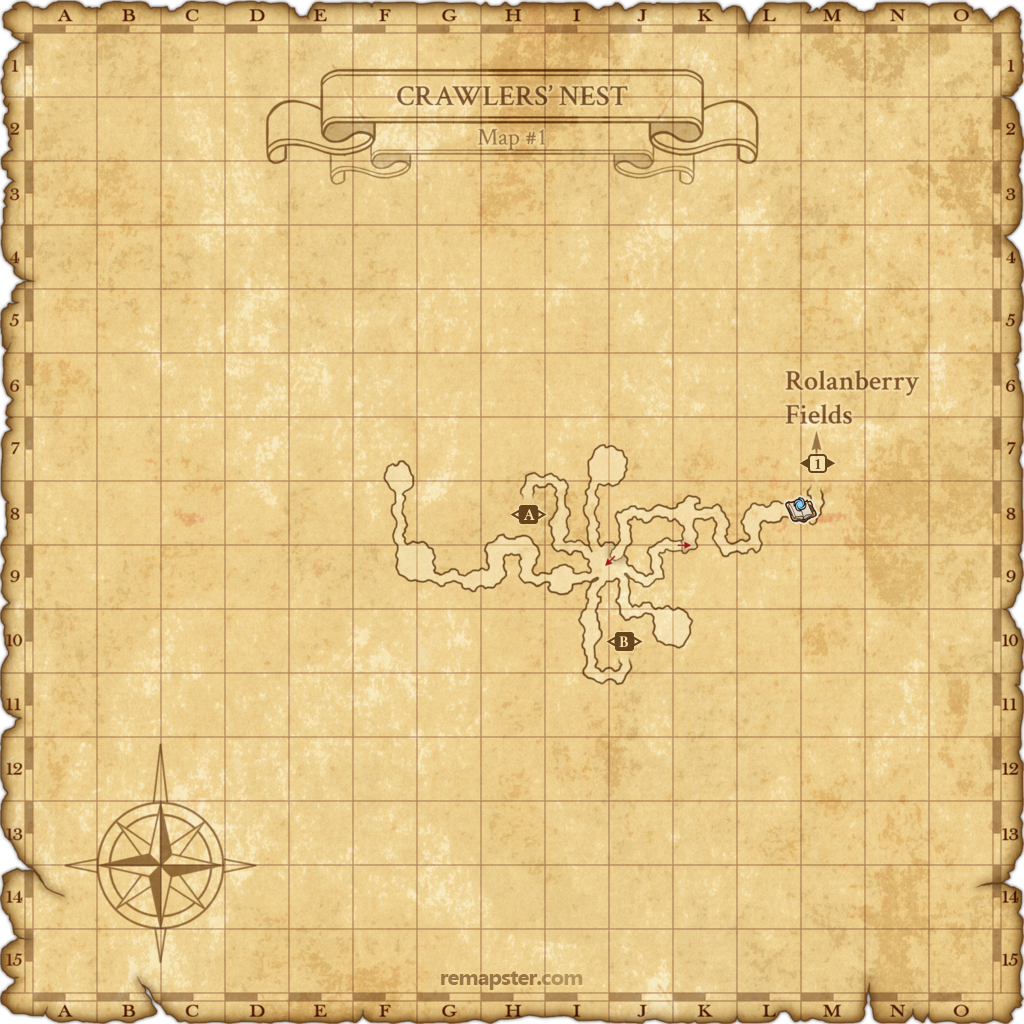 A B C D E F G H I J K L M N O
CRAWLERS' NEST
Map #1
1 1
2 2
3 3
4 4
5 5
6 6
Rolanberry
Fields
7 7
1
8 8
A
9 9
10 10
B
11 11
12 12
13 13
14 14
15 15
remapster.com
A B C D E F G H I J K L M N O